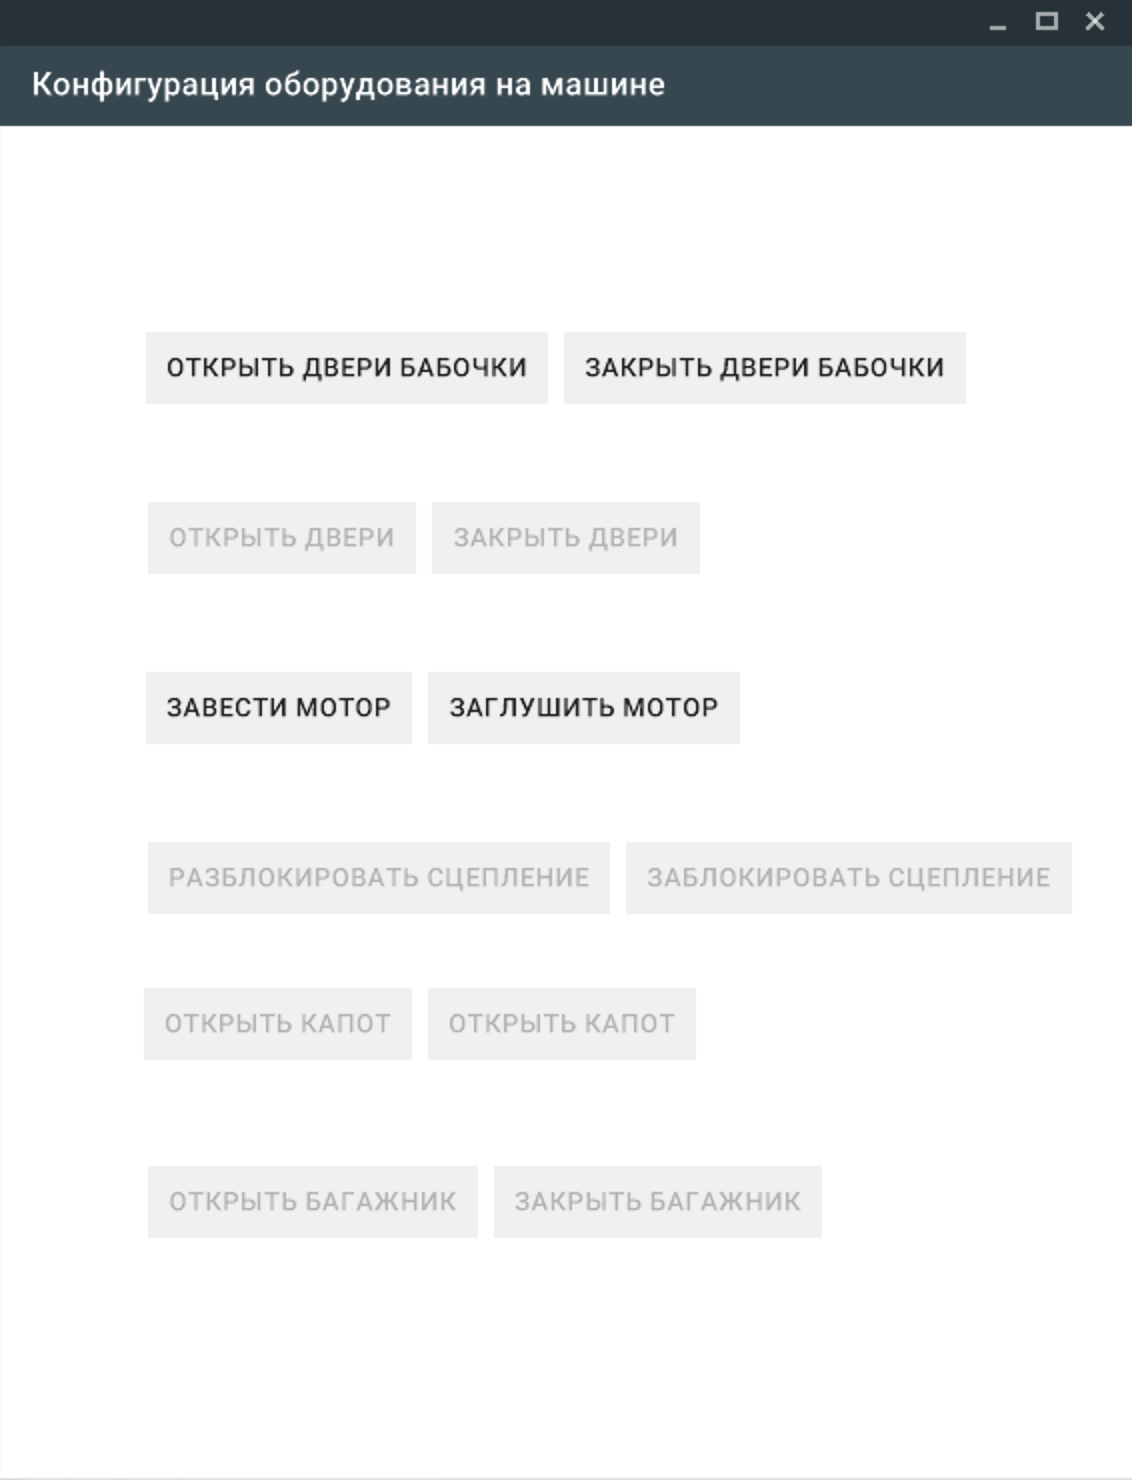 Конфигурация оборудования на машине
ОТКРЫТЬ ДВЕРИ БАБОЧКИ ЗАКРЫТЬ ДВЕРИ БАБОЧКИ
ОТКРЫТЬ ДВЕРИ ЗАКРЫТЬ ДВЕРИ
ЗАВЕСТИ МОТОР ЗАГЛУШИТЬ МОТОР
РАЗБЛОКИРОВАТЬ СЦЕПЛЕНИЕ ЗАБЛОКИРОВАТЬ СЦЕПЛЕНИЕ
ОТКРЫТЬ КАПОТ ОТКРЫТЬ КАПОТ
ОТКРЫТЬ БАГАЖНИК ЗАКРЫТЬ БАГАЖНИК